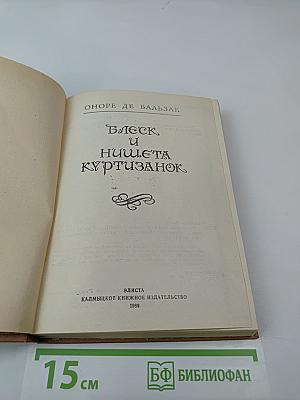 ОНОРЕ ДЕ БАЛЬЗАК
БЛЕСК
И
НИЩЕТА
КУРТИЗАНОК
ЭЛИСТА
КАЛМЫЦКОЕ КНИЖНОЕ ИЗДАТЕЛЬСТВО
15 см
БФ БИБЛИОФАН